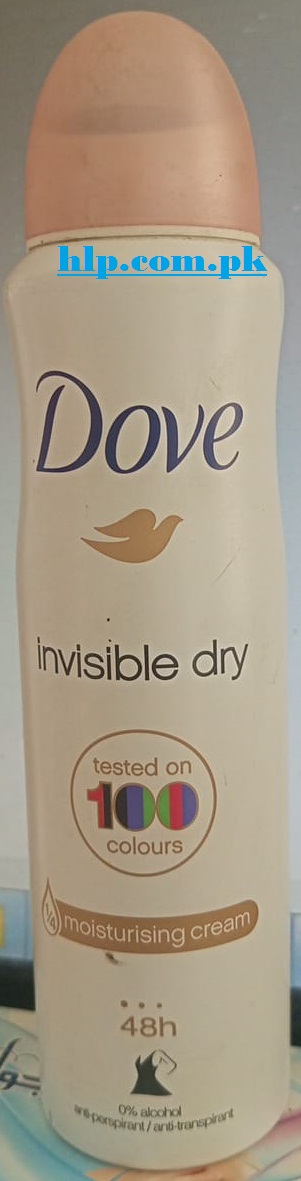 hlp.com.pk
Dove
invisible dry
tested on
100
colours
1/4 moisturising cream
48h
0% alcohol
anti-perspirant / anti-transpirant